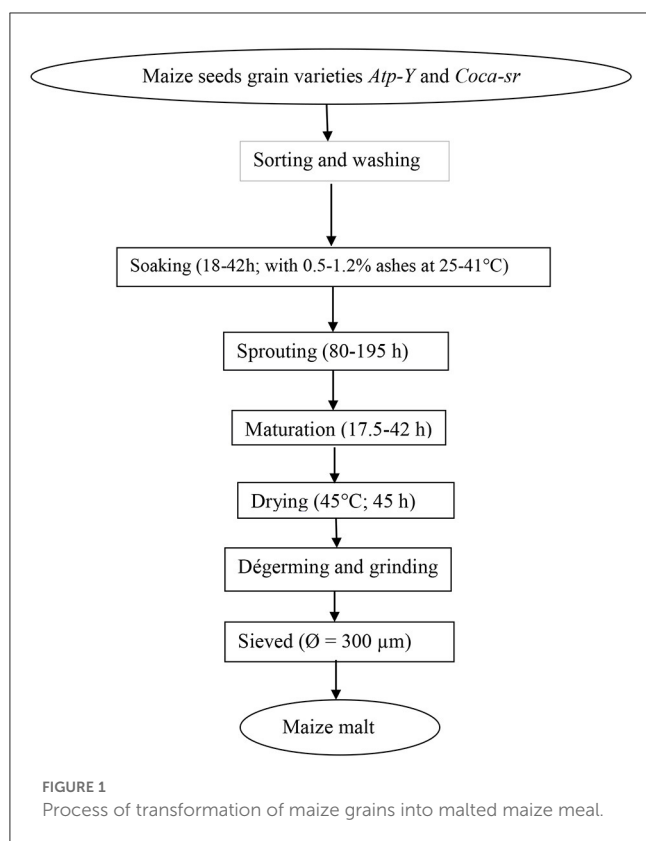 Maize seeds grain varieties Atp-Y and Coca-sr
Sorting and washing
Soaking (18-42h; with 0.5-1.2% ashes at 25-41°C)
Sprouting (80-195 h)
Maturation (17.5-42 h)
Drying (45°C; 45 h)
Dégerming and grinding
Sieved (Ø = 300 µm)
Maize malt
FIGURE 1
Process of transformation of maize grains into malted maize meal.